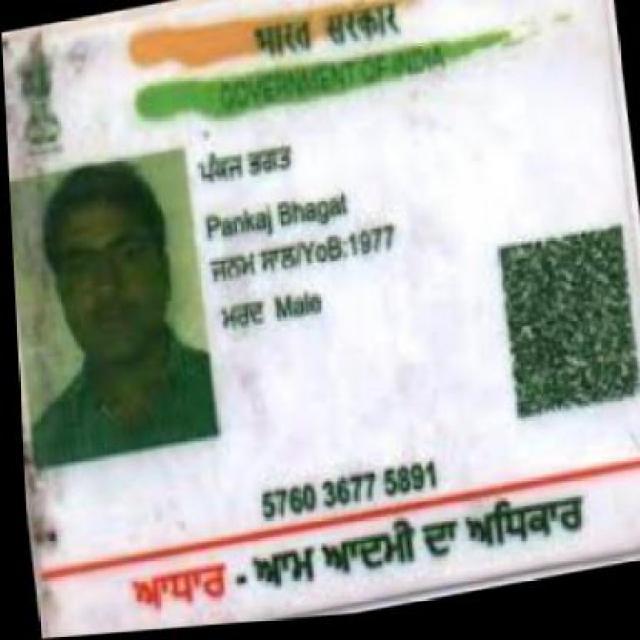 भारत सरकार
GOVERNMENT OF INDIA
ਪੰਕਜ ਭਗਤ
Pankaj Bhagat
ਜਨਮ ਸਾਲ/YoB:1977
ਮਰਦ Male
5760 3677 5891
ਆਧਾਰ - ਆਮ ਆਦਮੀ ਦਾ ਅਧਿਕਾਰ